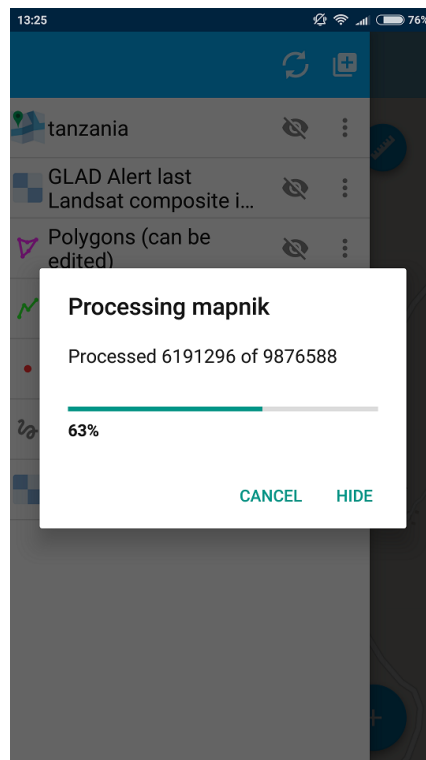 13:25
76%
tanzania
GLAD Alert last
Landsat composite i...
Polygons (can be
edited)
Processing mapnik
Processed 6191296 of 9876588
63%
CANCEL
HIDE